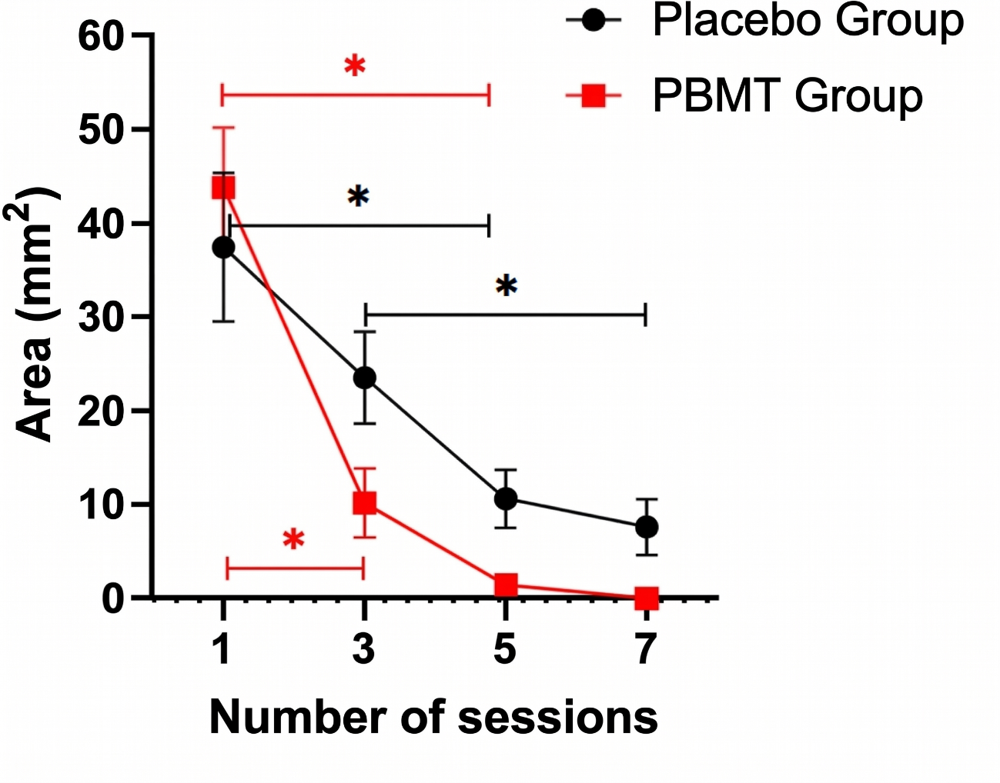 Placebo Group
PBMT Group
60
50
40
30
20
10
0
Area (mm²)
*
*
*
*
1 3 5 7
Number of sessions